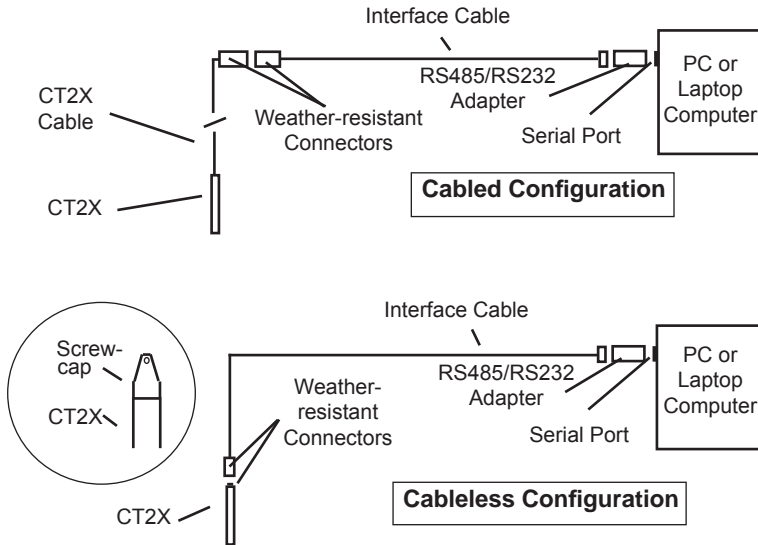 Interface Cable
CT2X
Cable
Weather-resistant
Connectors
RS485/RS232
Adapter
Serial Port
PC or
Laptop
Computer
CT2X
Cabled Configuration
Interface Cable
Screw-
cap
CT2X
Weather-
resistant
Connectors
RS485/RS232
Adapter
Serial Port
PC or
Laptop
Computer
CT2X
Cableless Configuration